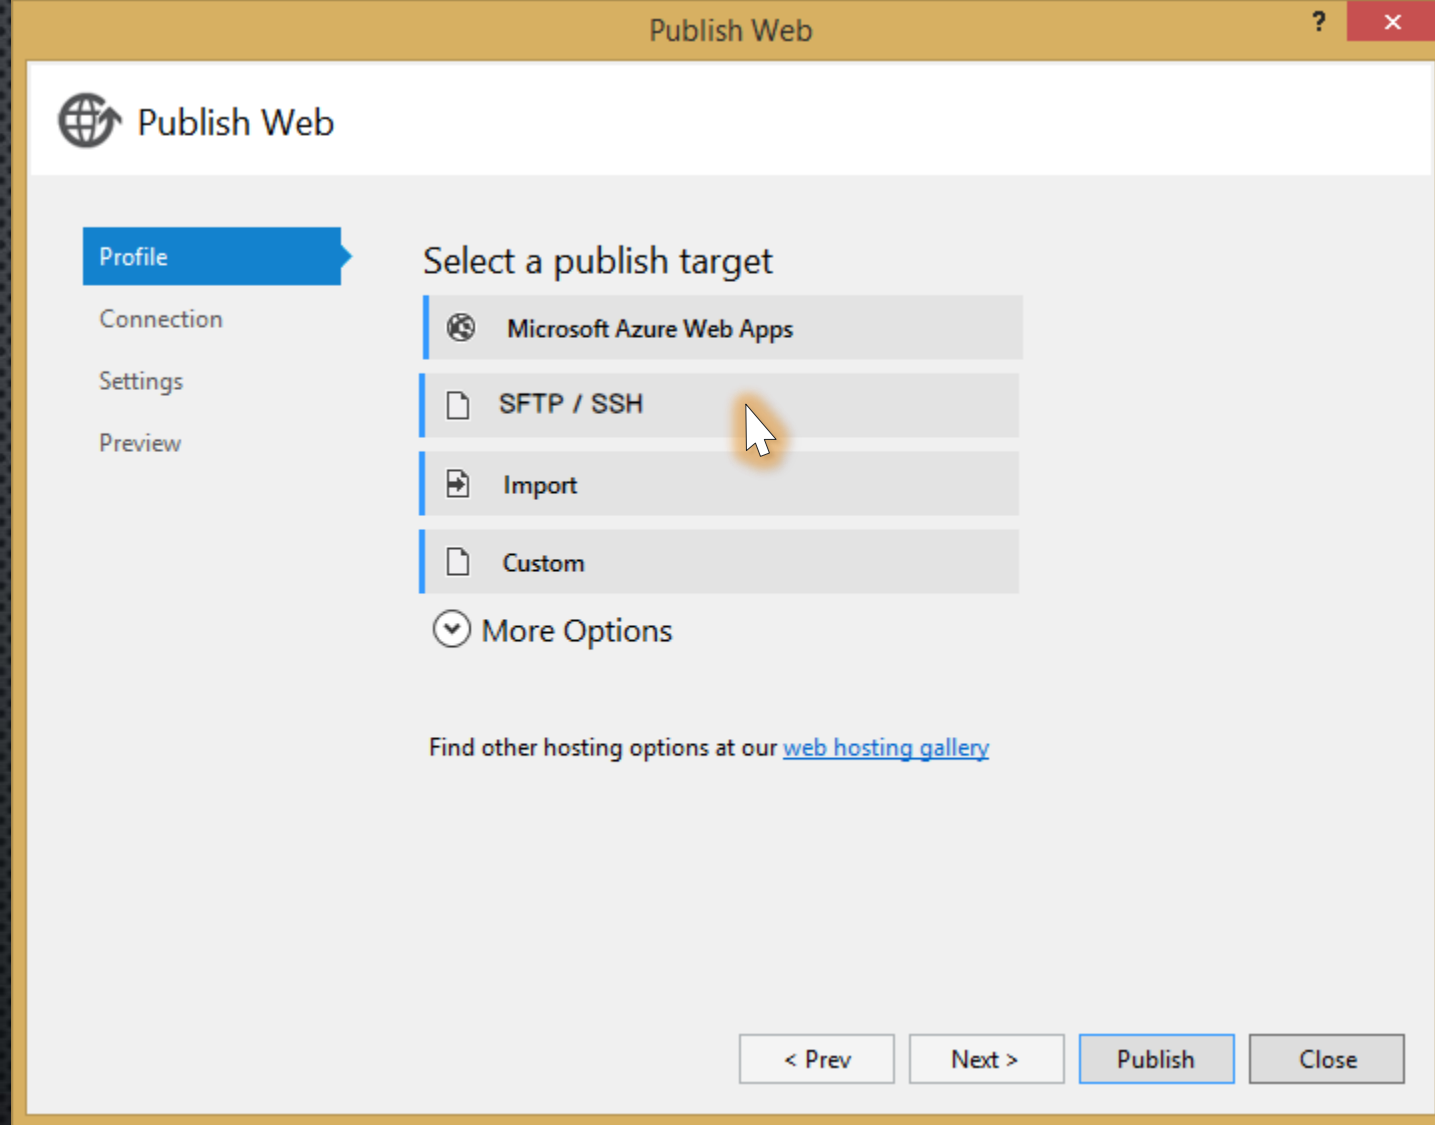 Publish Web
?
Publish Web
Profile
Connection
Settings
Preview
Select a publish target
Microsoft Azure Web Apps
SFTP / SSH
Import
Custom
More Options
Find other hosting options at our web hosting gallery
< Prev
Next >
Publish
Close